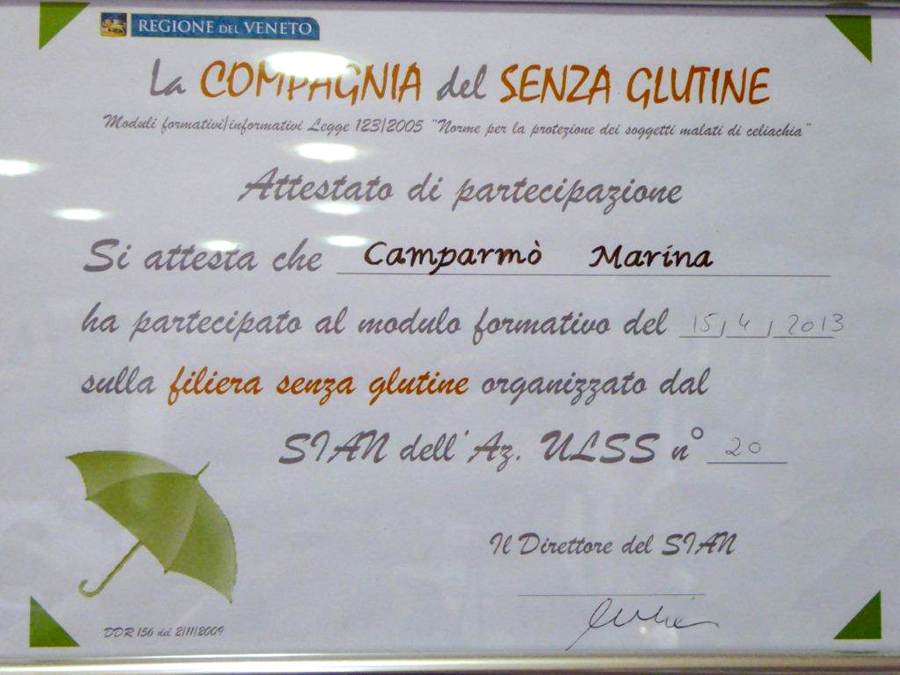 REGIONE DEL VENETO
La COMPAGNIA del SENZA GLUTINE
Moduli formativi/informativi Legge 123/2005 "Norme per la protezione dei soggetti malati di celiachia"
Attestato di partecipazione
Si attesta che Camparmò Marina
ha partecipato al modulo formativo del 15/4/2013
sulla filiera senza glutine organizzato dal
SIAN dell'Az. ULSS n° 20
Il Direttore del SIAN
DDR 156 del 2/11/2009